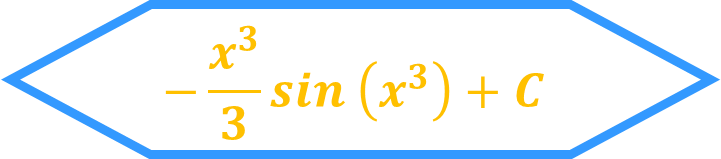 − x³/3 sin (x³) + C